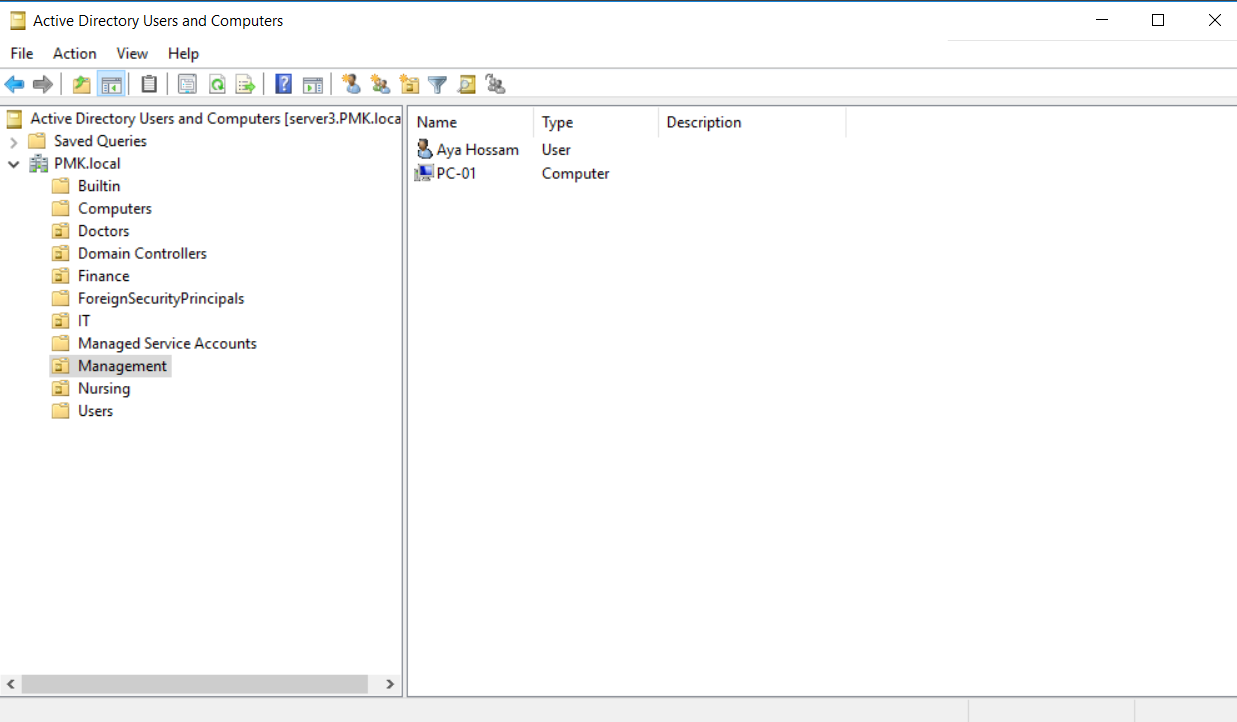 Active Directory Users and Computers
File Action View Help
Active Directory Users and Computers [server3.PMK.loca
Saved Queries
PMK.local
Builtin
Computers
Doctors
Domain Controllers
Finance
ForeignSecurityPrincipals
IT
Managed Service Accounts
Management
Nursing
Users
Name Type Description
Aya Hossam User
PC-01 Computer